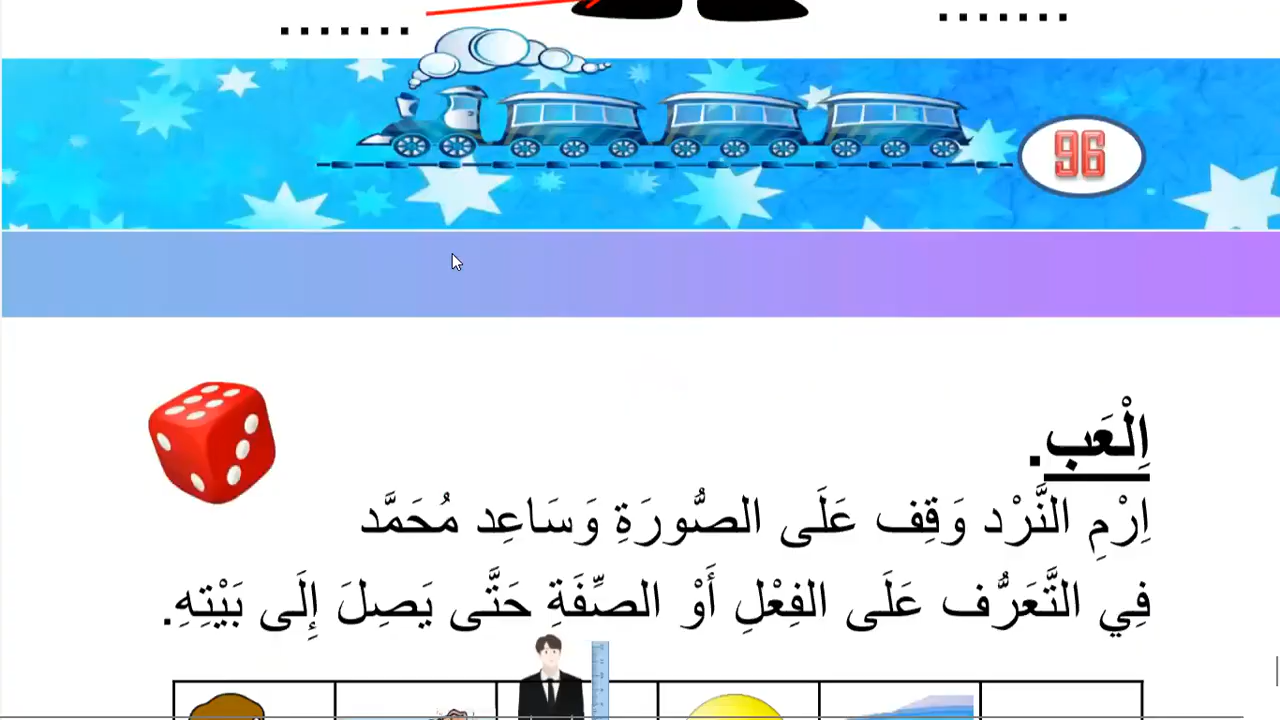 ....... .......
96
اِلْعَب.
اِرْمِ النَّرْد وَقِف عَلَى الصُّورَةِ وَسَاعِد مُحَمَّد
فِي التَّعَرُّف عَلَى الفِعْلِ أَوْ الصِّفَةِ حَتَّى يَصِلَ إِلَى بَيْتِهِ.